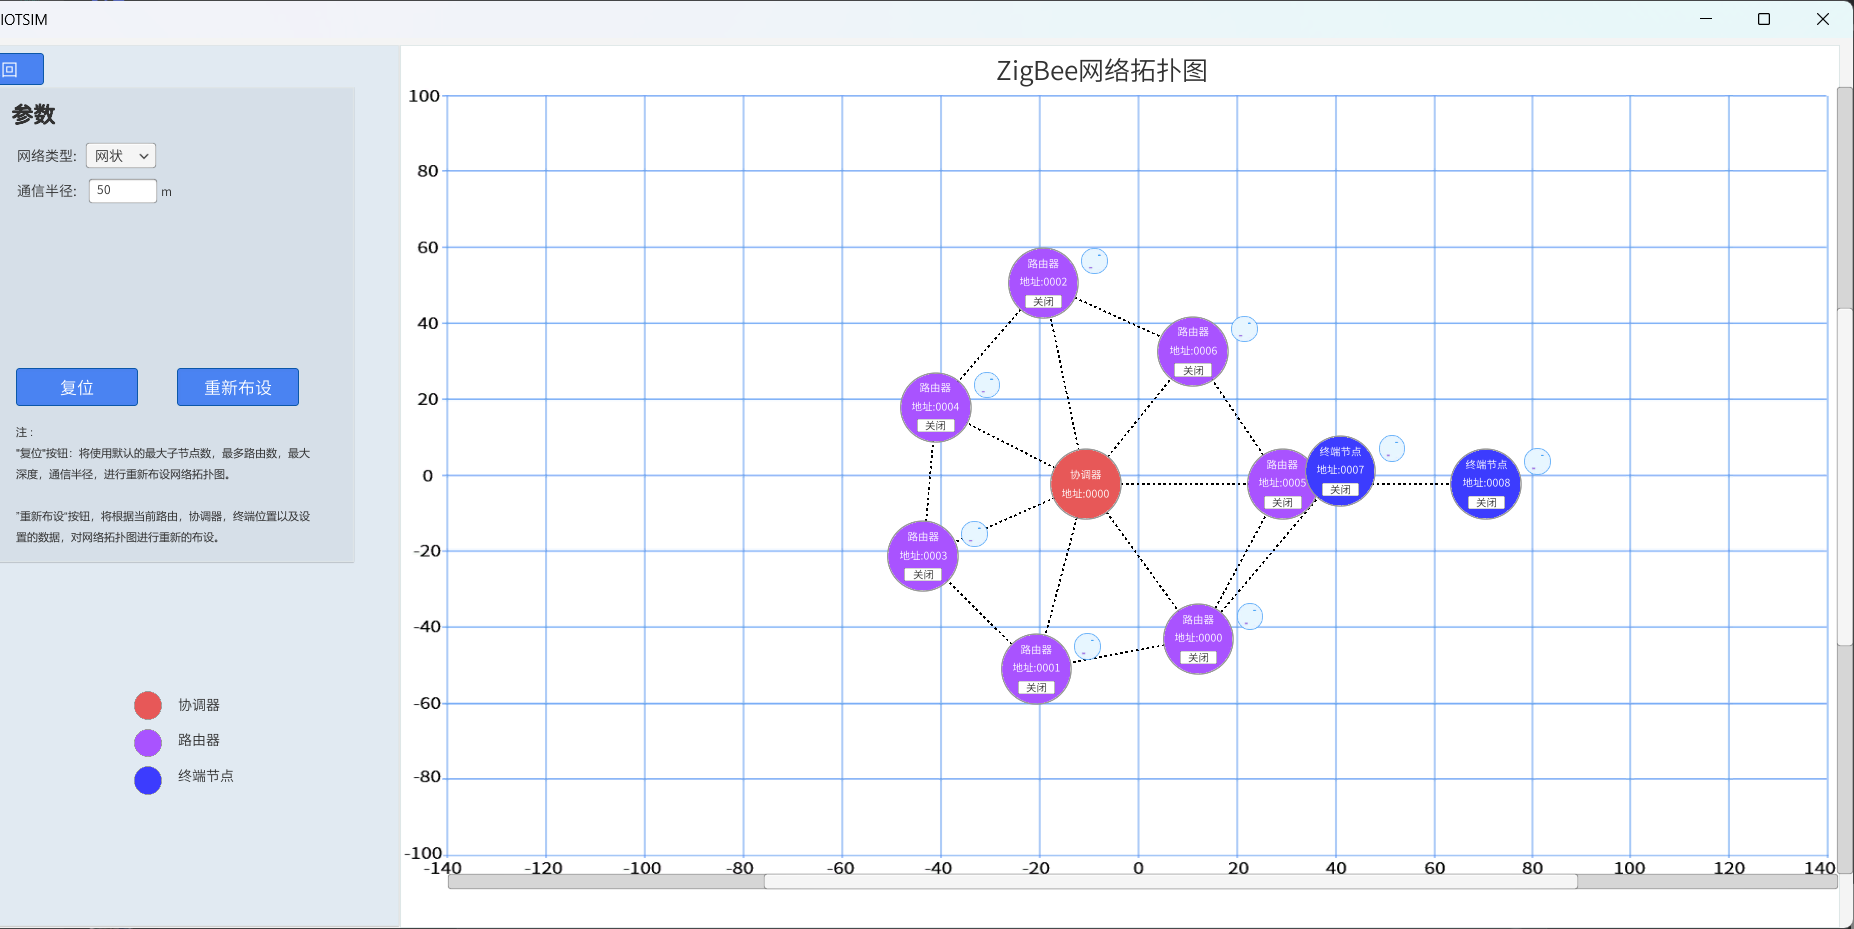 IOTSIM
回
参数
网络类型: 网状
通信半径: 50 m
复位
重新布设
注：
"复位"按钮：将使用默认的最大子节点数，最多路由数，最大
深度，通信半径，进行重新布设网络拓扑图。
"重新布设"按钮，将根据当前路由，协调器，终端位置以及设
置的数据，对网络拓扑图进行重新的布设。
协调器
路由器
终端节点
ZigBee网络拓扑图
100
80
60
40
20
0
-20
-40
-60
-80
-100
-140 -120 -100 -80 -60 -40 -20 0 20 40 60 80 100 120 140
路由器
地址:0002
关闭
路由器
地址:0006
关闭
路由器
地址:0004
关闭
协调器
地址:0000
路由器
地址:0005
关闭
终端节点
地址:0007
关闭
终端节点
地址:0008
关闭
路由器
地址:0003
关闭
路由器
地址:0001
关闭
路由器
地址:0000
关闭